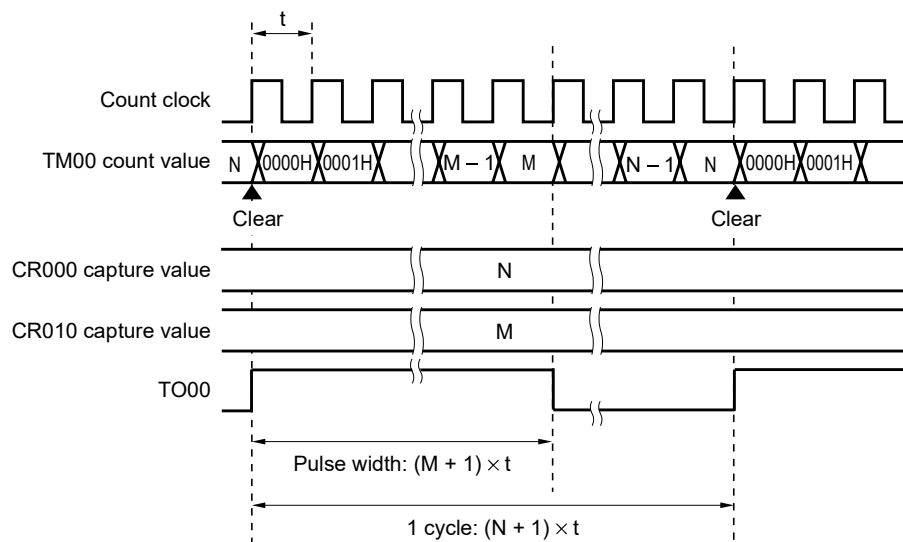 t
Count clock
TM00 count value N 0000H 0001H M – 1 M N – 1 N 0000H 0001H
Clear Clear
CR000 capture value N
CR010 capture value M
TO00
Pulse width: (M + 1) × t
1 cycle: (N + 1) × t